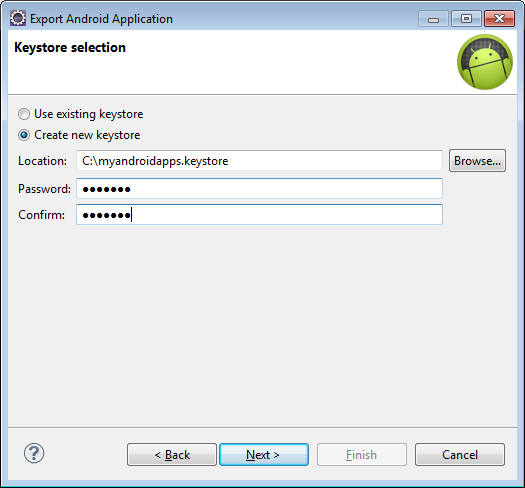 Export Android Application
Keystore selection
Use existing keystore
Create new keystore
Location: C:\myandroidapps.keystore Browse...
Password: ●●●●●●●
Confirm: ●●●●●●●
? < Back Next > Finish Cancel